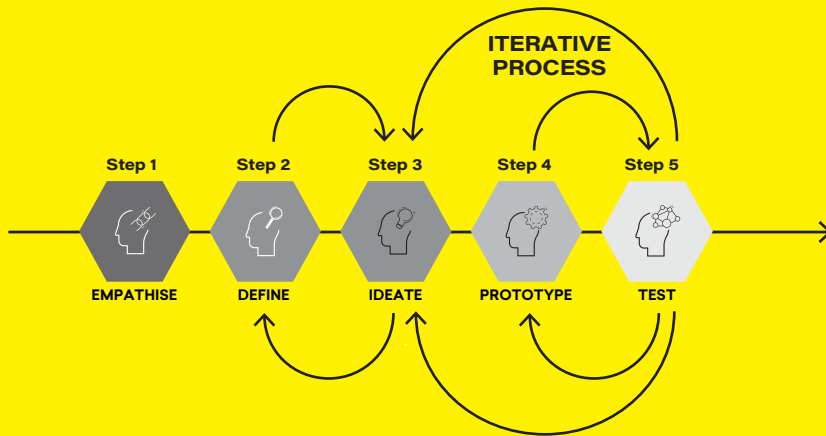 ITERATIVE
PROCESS
Step 1
Step 2
Step 3
Step 4
Step 5
EMPATHISE
DEFINE
IDEATE
PROTOTYPE
TEST